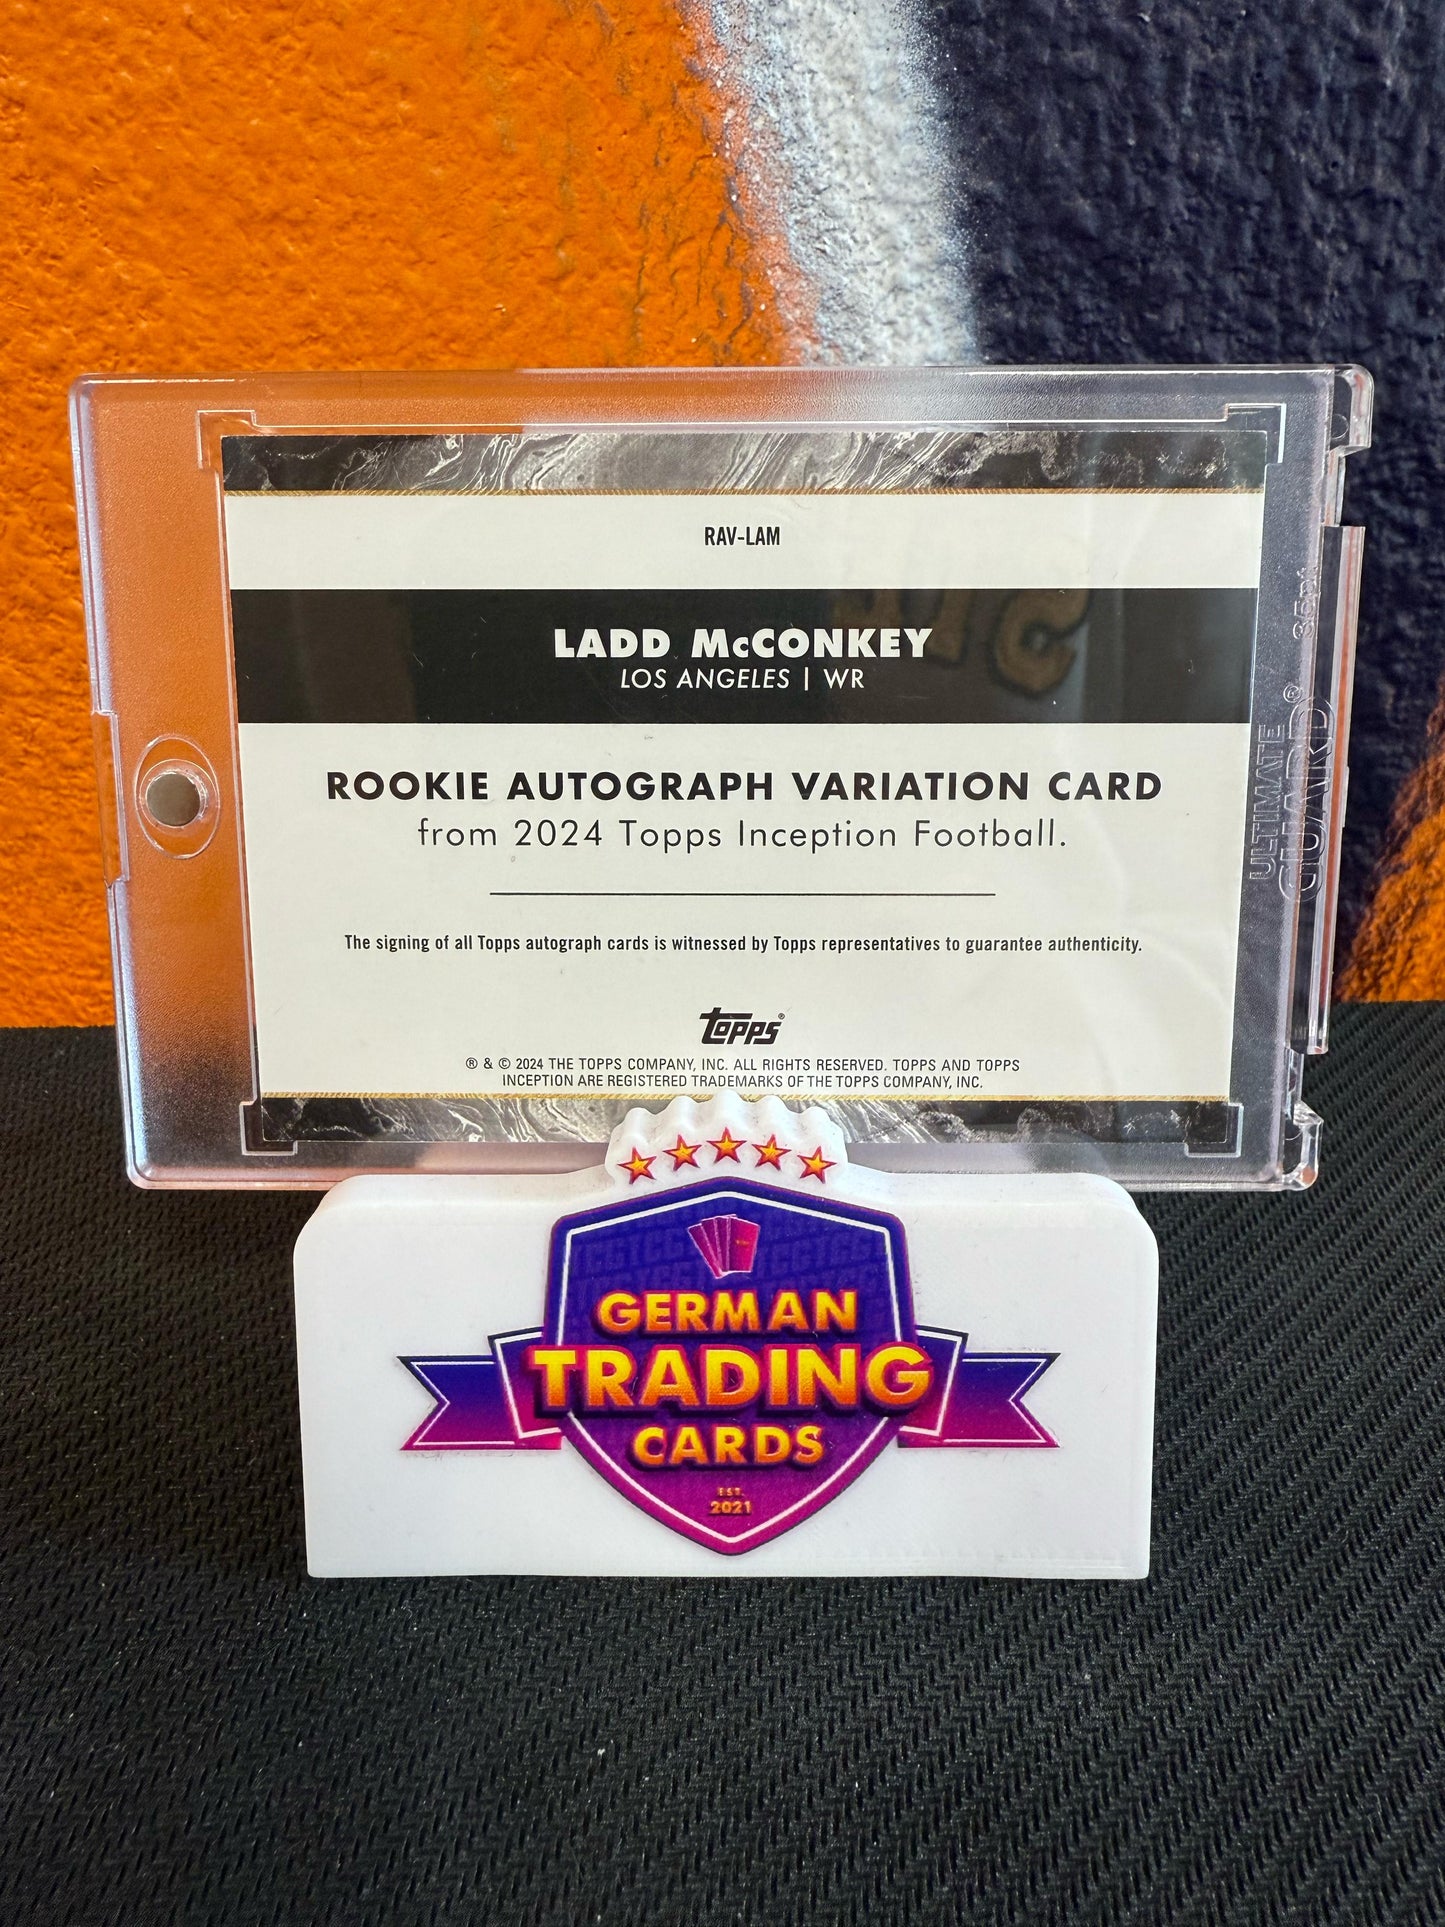 RAV-LAM
LADD McCONKEY
LOS ANGELES | WR
ROOKIE AUTOGRAPH VARIATION CARD
from 2024 Topps Inception Football.
The signing of all Topps autograph cards is witnessed by Topps representatives to guarantee authenticity.
topps®
® & © 2024 THE TOPPS COMPANY, INC. ALL RIGHTS RESERVED. TOPPS AND TOPPS
INCEPTION ARE REGISTERED TRADEMARKS OF THE TOPPS COMPANY, INC.
ULTIMATE
GUARD®
GERMAN
TRADING
CARDS
EST.
2021